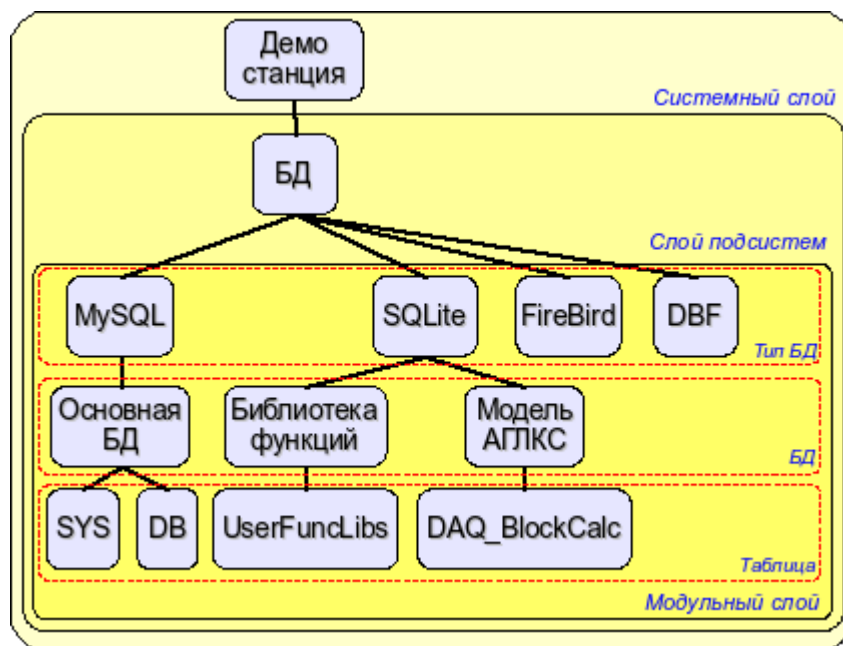 Демо
станция
Системный слой
БД
Слой подсистем
MySQL
SQLite
FireBird
DBF
Тип БД
Основная
БД
Библиотека
функций
Модель
АГЛКС
БД
SYS
DB
UserFuncLibs
DAQ_BlockCalc
Таблица
Модульный слой